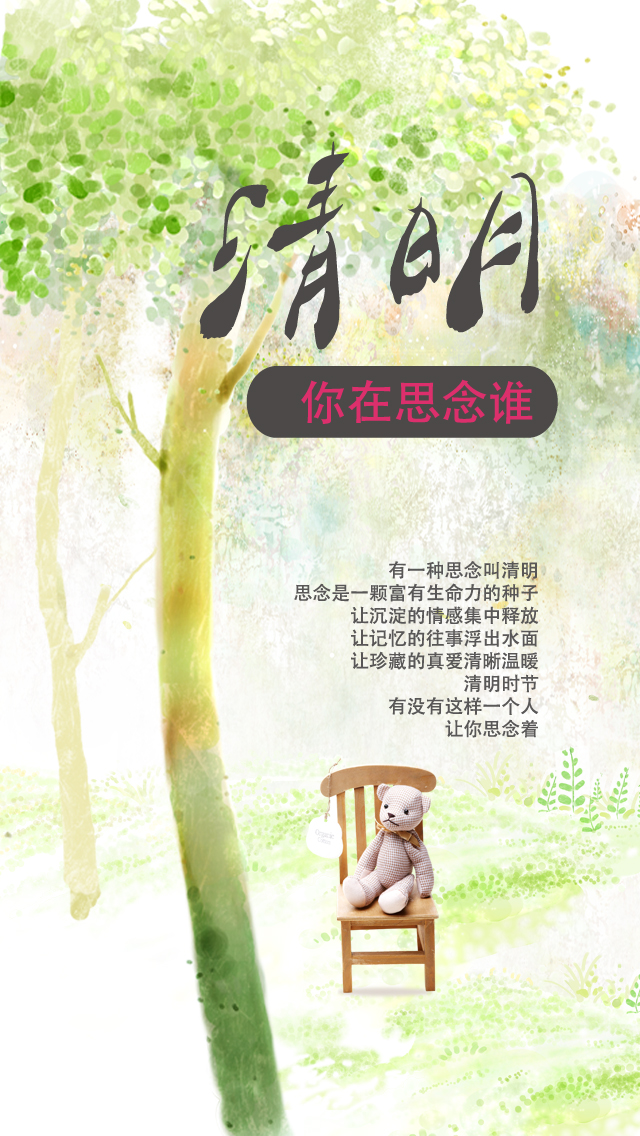 清明
你在思念谁
有一种思念叫清明
思念是一颗富有生命力的种子
让沉淀的情感集中释放
让记忆的往事浮出水面
让珍藏的真爱清晰温暖
清明时节
有没有这样一个人
让你思念着